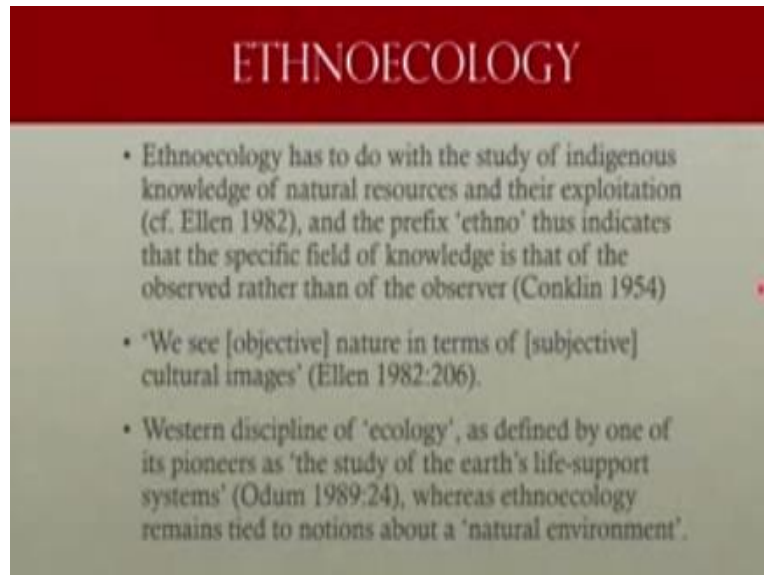 ETHNOECOLOGY
• Ethnoecology has to do with the study of indigenous
knowledge of natural resources and their exploitation
(cf. Ellen 1982), and the prefix ‘ethno’ thus indicates
that the specific field of knowledge is that of the
observed rather than of the observer (Conklin 1954)
• ‘We see [objective] nature in terms of [subjective]
cultural images’ (Ellen 1982:206).
• Western discipline of ‘ecology’, as defined by one of
its pioneers as ‘the study of the earth’s life-support
systems’ (Odum 1989:24), whereas ethnoecology
remains tied to notions about a ‘natural environment’.